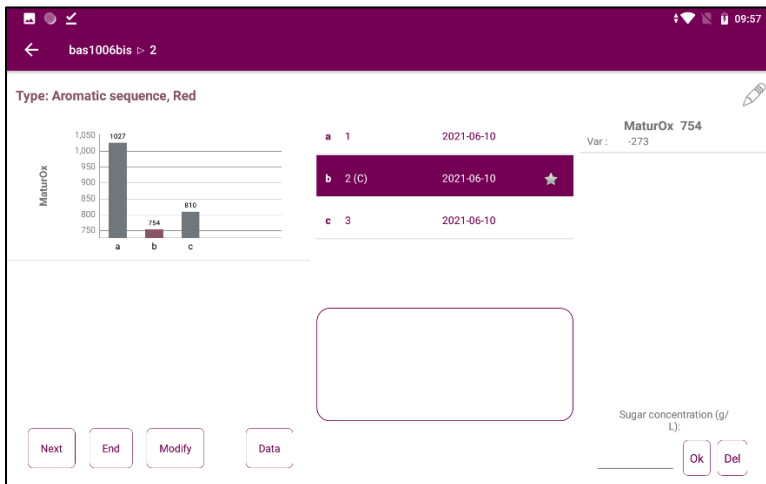 09:57
bas1006bis ▷ 2
Type: Aromatic sequence, Red
MaturOx
1,050
1,000
950
900
850
800
750
1027
754
810
a b c
a 1 2021-06-10
b 2 (C) 2021-06-10
c 3 2021-06-10
MaturOx 754
Var : -273
Next
End
Modify
Data
Sugar concentration (g/
L):
Ok
Del